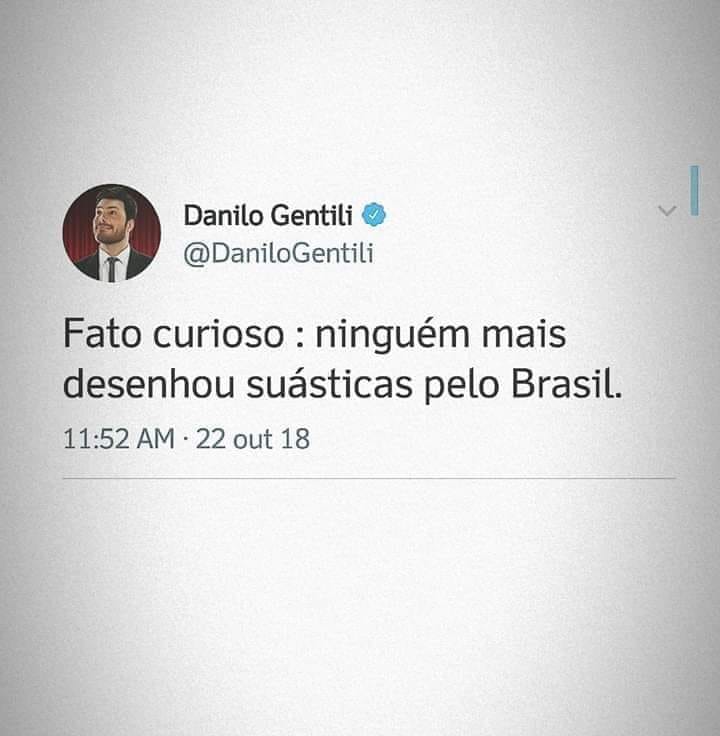 Danilo Gentili
@DaniloGentili
Fato curioso : ninguém mais
desenhou suásticas pelo Brasil.
11:52 AM · 22 out 18